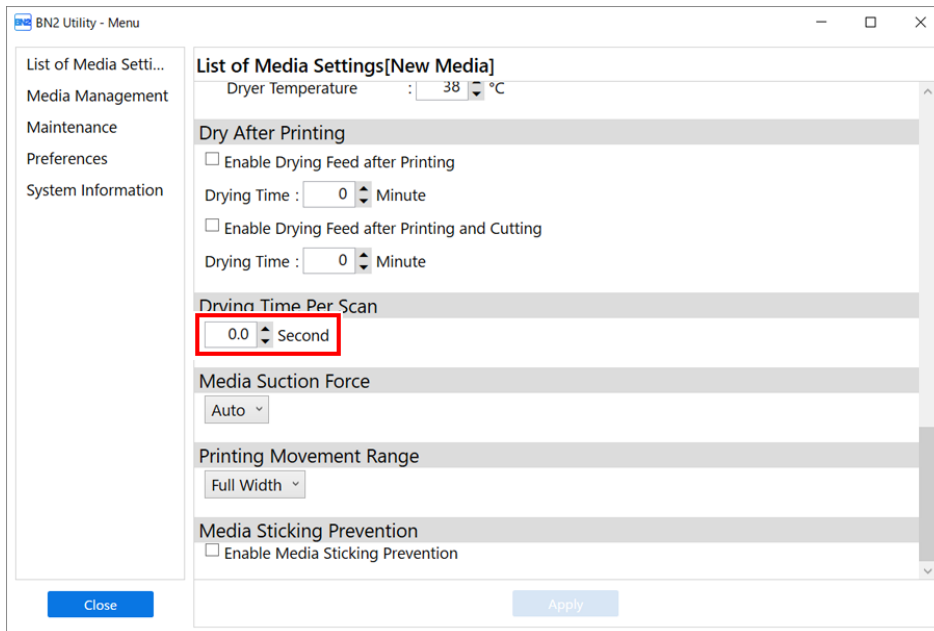 BN2 BN2 Utility - Menu
List of Media Setti...
Media Management
Maintenance
Preferences
System Information
Close
List of Media Settings[New Media]
Dryer Temperature : 38 °C
Dry After Printing
Enable Drying Feed after Printing
Drying Time : 0 Minute
Enable Drying Feed after Printing and Cutting
Drying Time : 0 Minute
Drying Time Per Scan
0.0 Second
Media Suction Force
Auto
Printing Movement Range
Full Width
Media Sticking Prevention
Enable Media Sticking Prevention
Apply